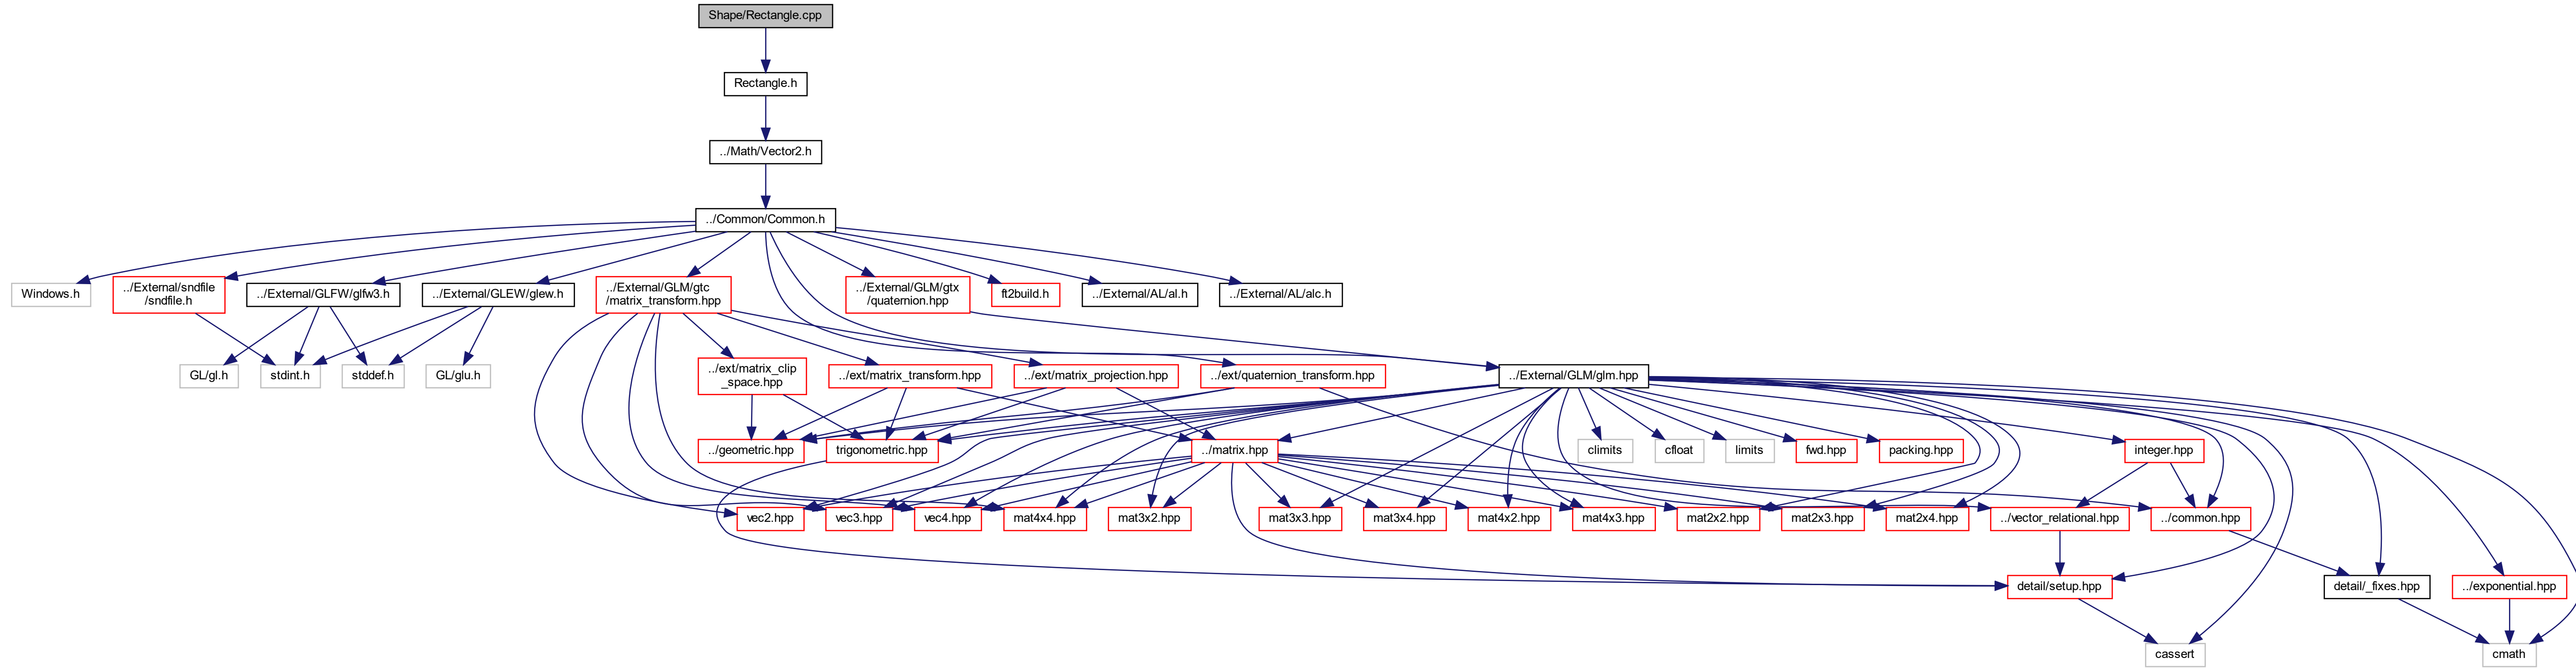 Shape/Rectangle.cpp
Rectangle.h
../Math/Vector2.h
../Common/Common.h
Windows.h
../External/sndfile
/sndfile.h
../External/GLFW/glfw3.h
../External/GLEW/glew.h
../External/GLM/gtc
/matrix_transform.hpp
../External/GLM/gtx
/quaternion.hpp
ft2build.h
../External/AL/al.h
../External/AL/alc.h
GL/gl.h
stdint.h
stddef.h
GL/glu.h
../ext/matrix_clip
_space.hpp
../ext/matrix_transform.hpp
../ext/matrix_projection.hpp
../ext/quaternion_transform.hpp
../External/GLM/glm.hpp
../geometric.hpp
trigonometric.hpp
../matrix.hpp
climits
cfloat
limits
fwd.hpp
packing.hpp
integer.hpp
vec2.hpp
vec3.hpp
vec4.hpp
mat4x4.hpp
mat3x2.hpp
mat3x3.hpp
mat3x4.hpp
mat4x2.hpp
mat4x3.hpp
mat2x2.hpp
mat2x3.hpp
mat2x4.hpp
../vector_relational.hpp
../common.hpp
detail/setup.hpp
detail/_fixes.hpp
../exponential.hpp
cassert
cmath